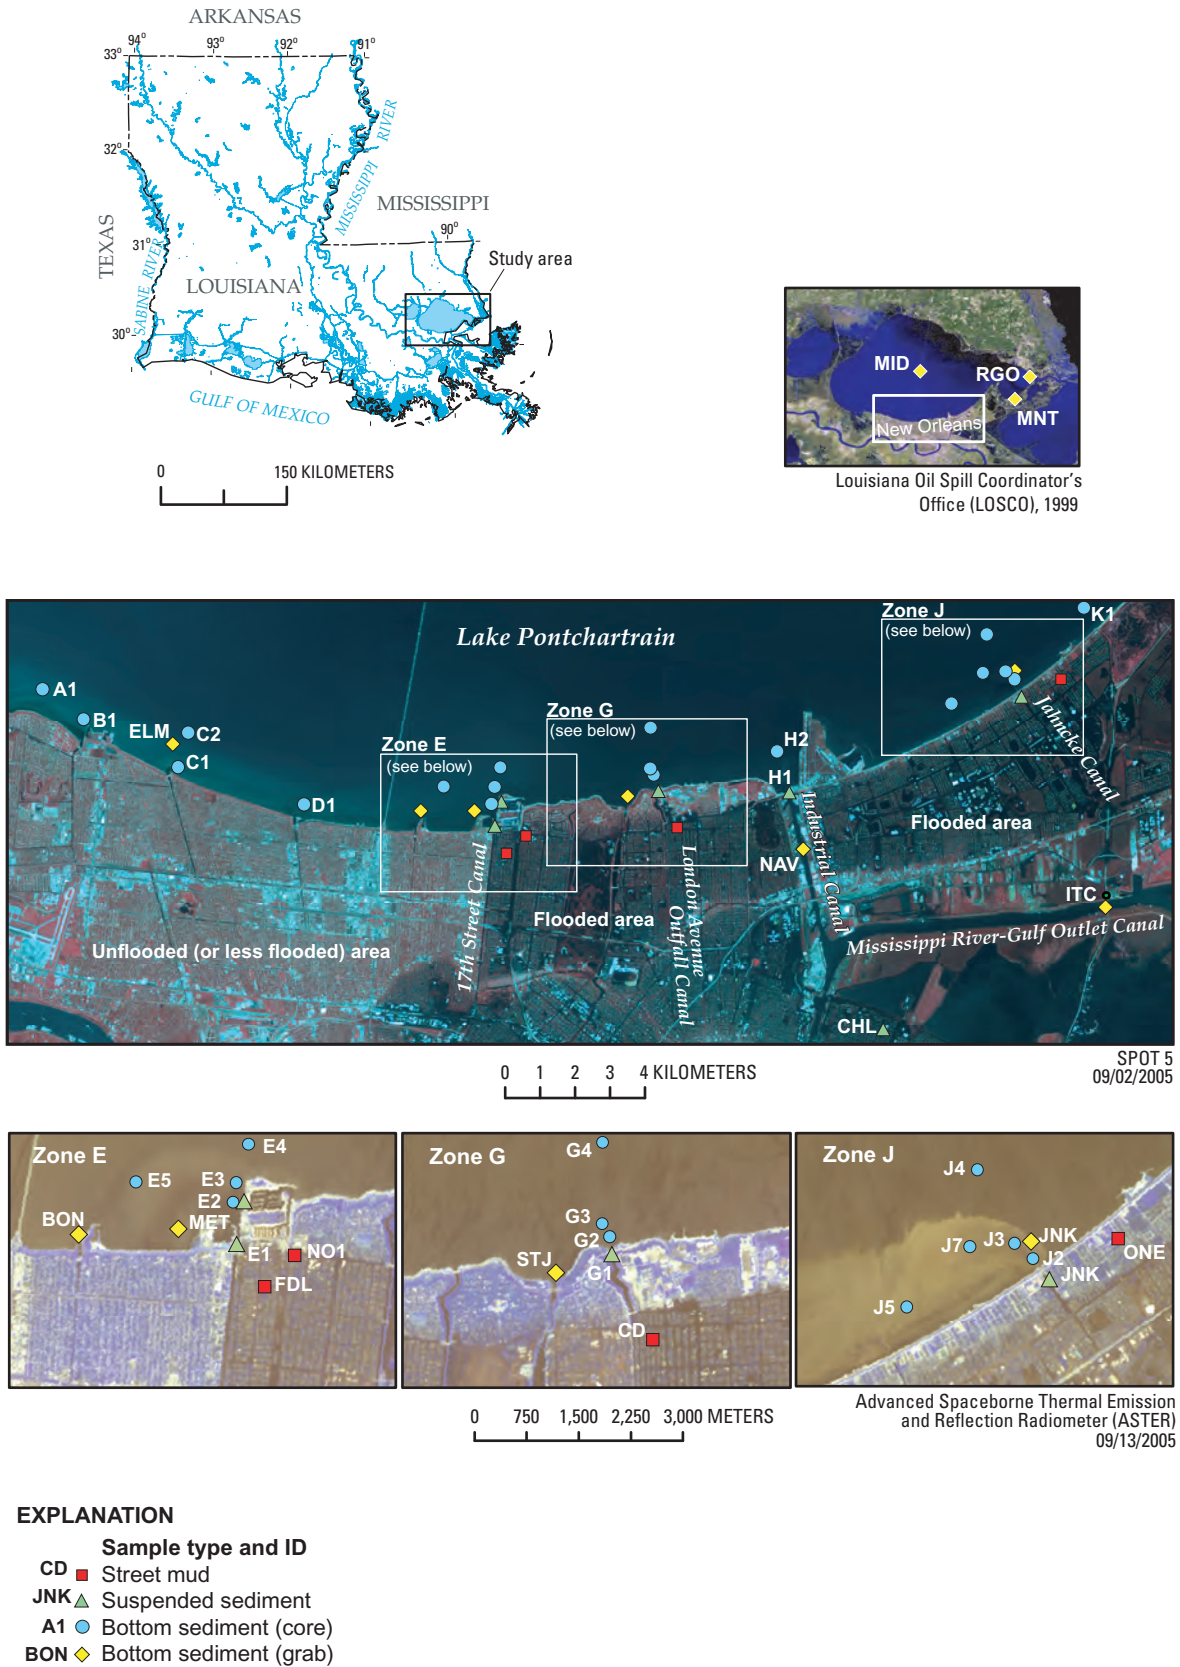 ARKANSAS
94° 93° 92° 91°
33°
32°
MISSISSIPPI RIVER
MISSISSIPPI
90°
TEXAS
31°
SABINE RIVER
Study area
LOUISIANA
30°
GULF OF MEXICO
0 150 KILOMETERS
MID
RGO
MNT
New Orleans
Louisiana Oil Spill Coordinator's
Office (LOSCO), 1999
Lake Pontchartrain
Zone J
(see below)
K1
A1
B1
ELM
C2
C1
D1
Zone E
(see below)
Zone G
(see below)
H2
H1
Jahncke Canal
Industrial Canal
Flooded area
NAV
17th Street Canal
London Avenue
Outfall Canal
Flooded area
ITC
Unflooded (or less flooded) area
Mississippi River-Gulf Outlet Canal
CHL
SPOT 5
09/02/2005
0 1 2 3 4 KILOMETERS
Zone E
E4
E5
E3
E2
BON
MET
E1
NO1
FDL
Zone G
G4
G3
G2
STJ
G1
CD
Zone J
J4
J7
J3
JNK
J2
ONE
JNK
J5
Advanced Spaceborne Thermal Emission
and Reflection Radiometer (ASTER)
09/13/2005
0 750 1,500 2,250 3,000 METERS
EXPLANATION
Sample type and ID
CD Street mud
JNK Suspended sediment
A1 Bottom sediment (core)
BON Bottom sediment (grab)